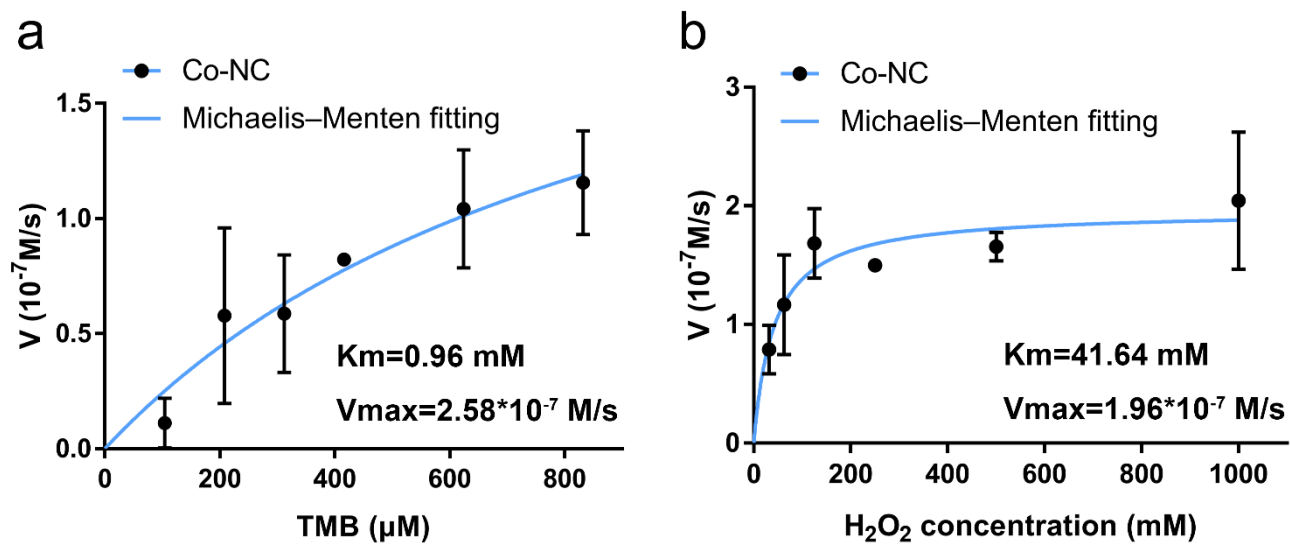 a
Co-NC
Michaelis–Menten fitting
1.5
1.0
0.5
0.0
V (10⁻⁷M/s)
Km=0.96 mM
Vmax=2.58*10⁻⁷ M/s
0 200 400 600 800
TMB (µM)
b
Co-NC
Michaelis–Menten fitting
3
2
1
0
V (10⁻⁷M/s)
Km=41.64 mM
Vmax=1.96*10⁻⁷ M/s
0 200 400 600 800 1000
H₂O₂ concentration (mM)